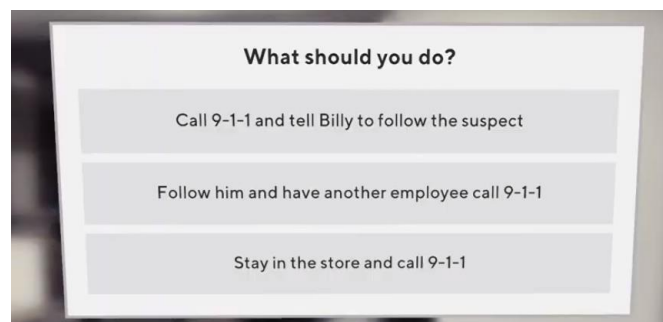 What should you do?
Call 9-1-1 and tell Billy to follow the suspect
Follow him and have another employee call 9-1-1
Stay in the store and call 9-1-1